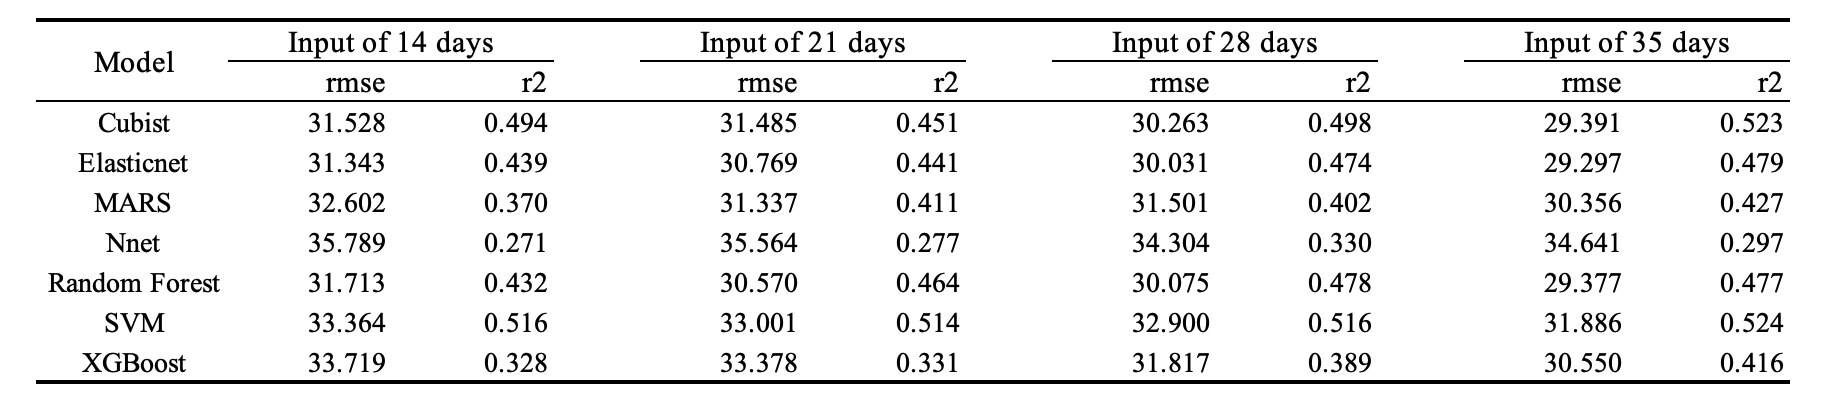 Model Input of 14 days Input of 21 days Input of 28 days Input of 35 days
rmse r2 rmse r2 rmse r2 rmse r2
Cubist 31.528 0.494 31.485 0.451 30.263 0.498 29.391 0.523
Elasticnet 31.343 0.439 30.769 0.441 30.031 0.474 29.297 0.479
MARS 32.602 0.370 31.337 0.411 31.501 0.402 30.356 0.427
Nnet 35.789 0.271 35.564 0.277 34.304 0.330 34.641 0.297
Random Forest 31.713 0.432 30.570 0.464 30.075 0.478 29.377 0.477
SVM 33.364 0.516 33.001 0.514 32.900 0.516 31.886 0.524
XGBoost 33.719 0.328 33.378 0.331 31.817 0.389 30.550 0.416